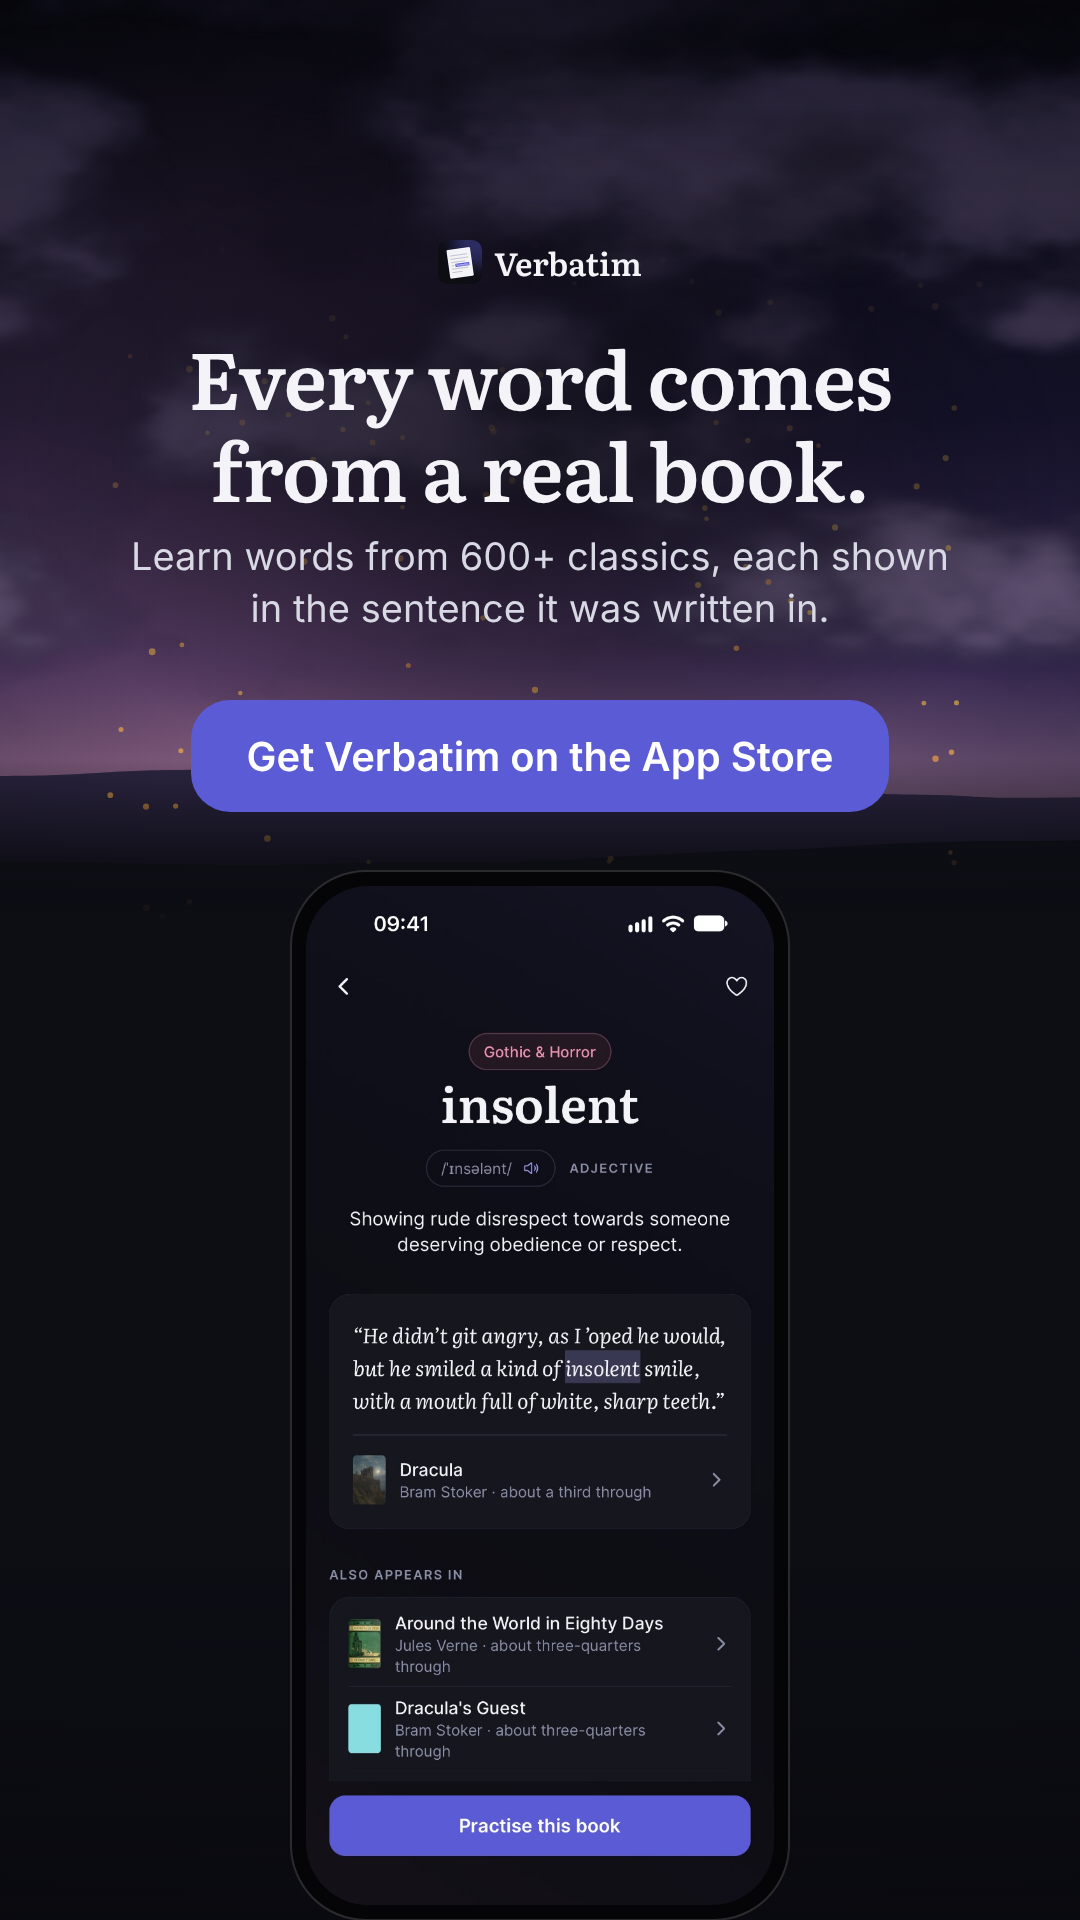 Verbatim
Every word comes
from a real book.
Learn words from 600+ classics, each shown
in the sentence it was written in.
Get Verbatim on the App Store
09:41
Gothic & Horror
insolent
/ˈɪnsələnt/ ADJECTIVE
Showing rude disrespect towards someone
deserving obedience or respect.
“He didn’t git angry, as I ’oped he would,
but he smiled a kind of insolent smile,
with a mouth full of white, sharp teeth.”
Dracula
Bram Stoker · about a third through
ALSO APPEARS IN
Around the World in Eighty Days
Jules Verne · about three-quarters
through
Dracula's Guest
Bram Stoker · about three-quarters
through
Practise this book